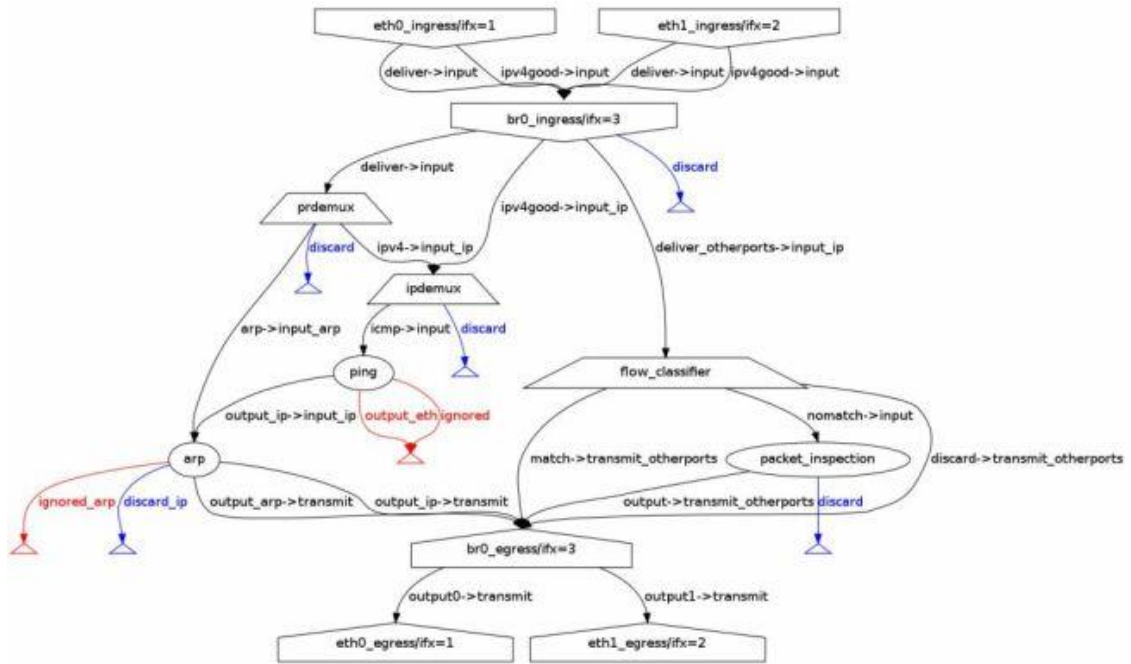 eth0_ingress/ifx=1
eth1_ingress/ifx=2
deliver->input
ipv4good->input
deliver->input
ipv4good->input
br0_ingress/ifx=3
deliver->input
discard
prdemux
ipv4good->input_ip
discard
ipv4->input_ip
deliver_otherports->input_ip
ipdemux
arp->input_arp
icmp->input
discard
ping
flow_classifier
output_ip->input_ip
output_eth
ignored
nomatch->input
arp
match->transmit_otherports
packet_inspection
discard->transmit_otherports
ignored_arp
discard_ip
output_arp->transmit
output_ip->transmit
output->transmit_otherports
discard
br0_egress/ifx=3
output0->transmit
output1->transmit
eth0_egress/ifx=1
eth1_egress/ifx=2